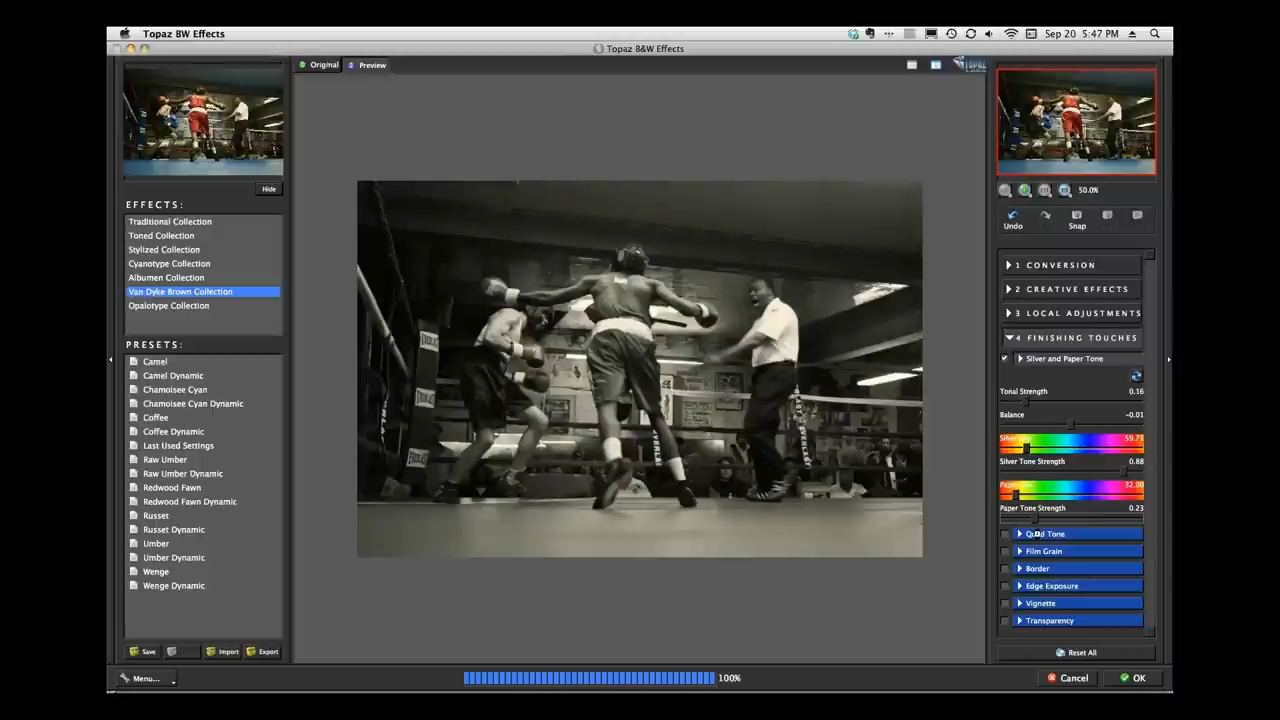 Topaz BW Effects
Sep 20 5:47 PM
Topaz B&W Effects
Original
Preview
TOPAZ
Hide
50.0%
Undo
Snap
EFFECTS:
Traditional Collection
Toned Collection
Stylized Collection
Cyanotype Collection
Albumen Collection
Van Dyke Brown Collection
Opalotype Collection
PRESETS:
Camel
Camel Dynamic
Chamoisee Cyan
Chamoisee Cyan Dynamic
Coffee
Coffee Dynamic
Last Used Settings
Raw Umber
Raw Umber Dynamic
Redwood Fawn
Redwood Fawn Dynamic
Russet
Russet Dynamic
Umber
Umber Dynamic
Wenge
Wenge Dynamic
Save
Import
Export
EVERLAST
1 CONVERSION
2 CREATIVE EFFECTS
3 LOCAL ADJUSTMENTS
4 FINISHING TOUCHES
Silver and Paper Tone
Tonal Strength 0.16
Balance -0.01
59.73
Silver Tone Strength 0.88
32.00
Paper Tone Strength 0.23
Quad Tone
Film Grain
Border
Edge Exposure
Vignette
Transparency
Reset All
Menu...
100%
Cancel
OK